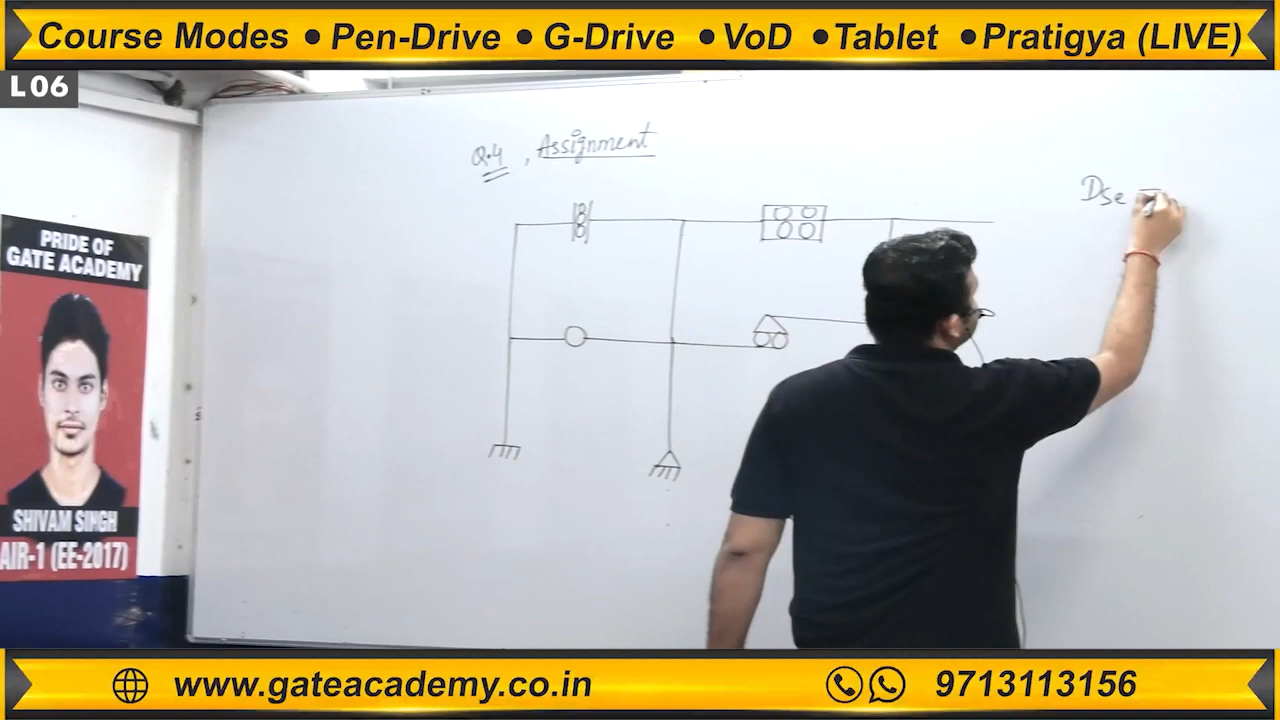 Course Modes • Pen-Drive • G-Drive • VoD • Tablet • Pratigya (LIVE)
L 06
Q.4, Assignment
Dse =
PRIDE OF
GATE ACADEMY
SHIVAM SINGH
AIR-1 (EE-2017)
www.gateacademy.co.in 9713113156